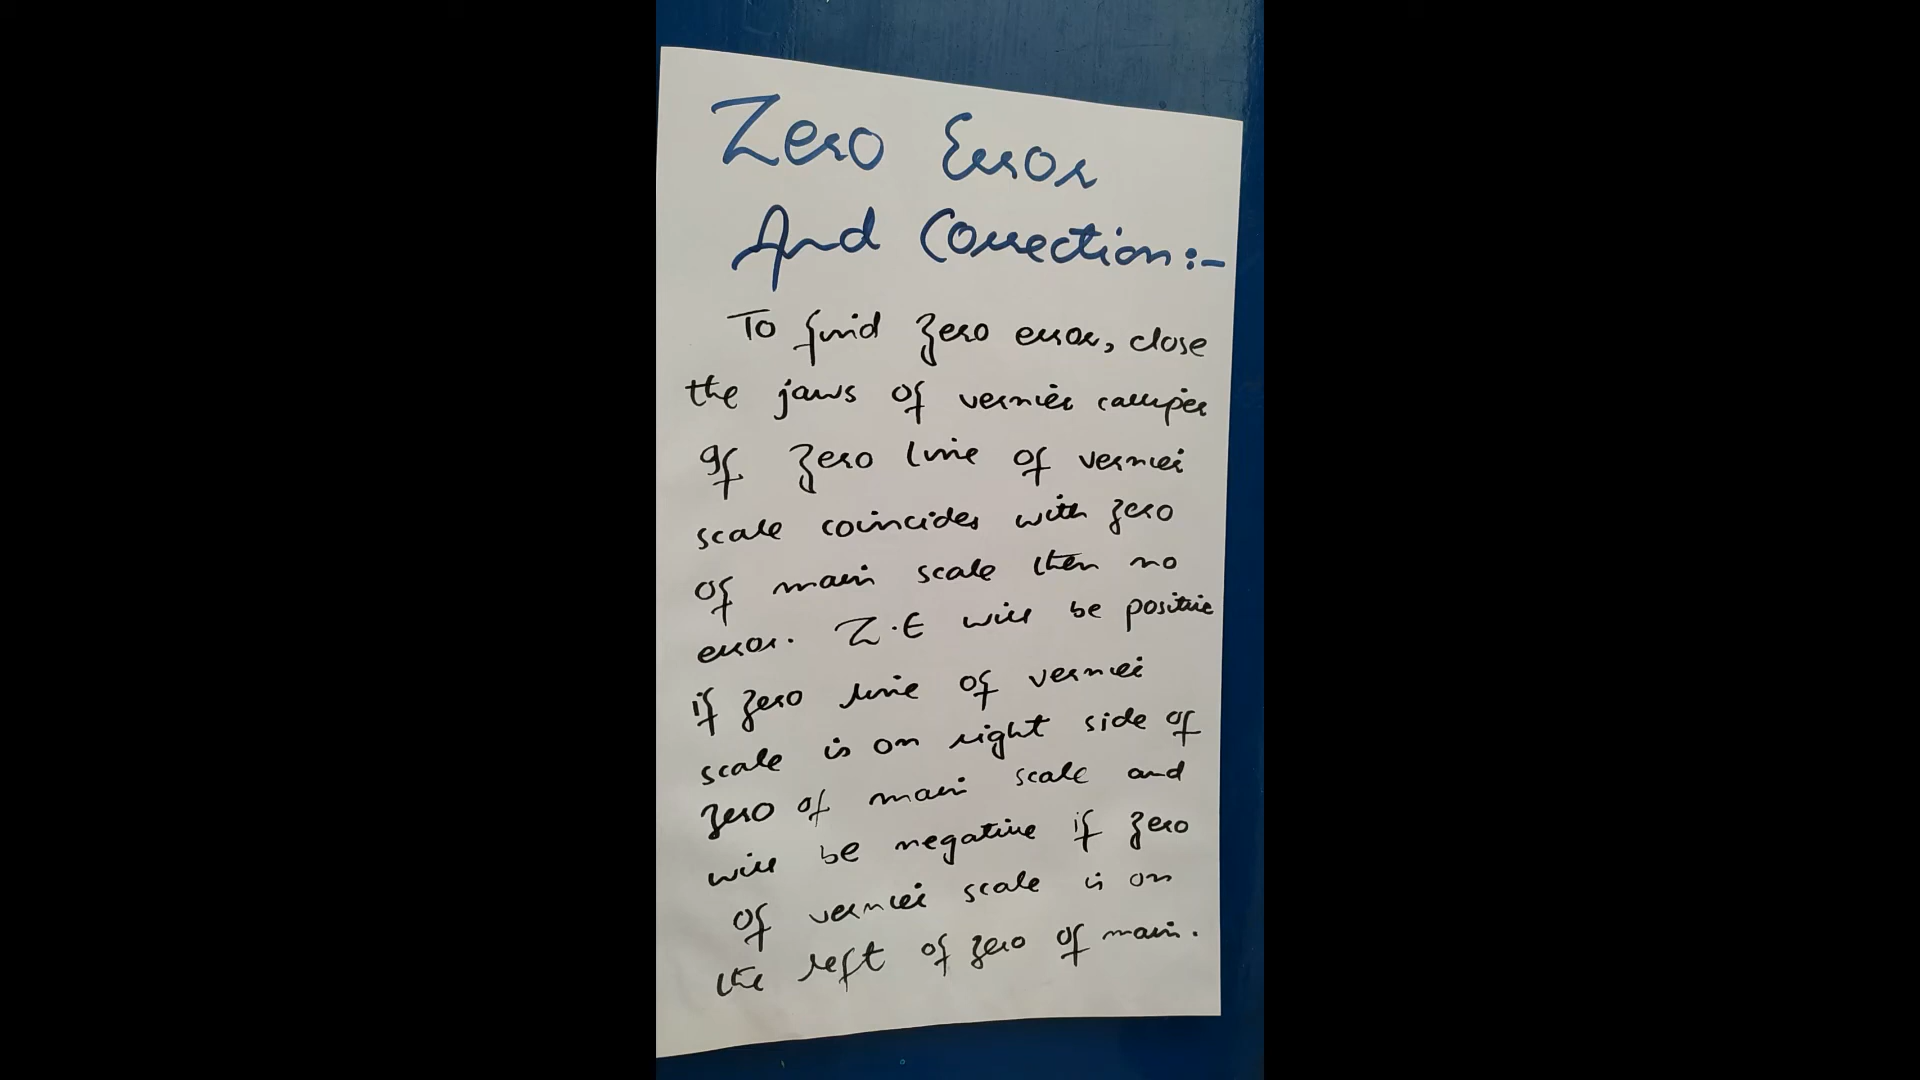 Zero Error
And Correction:-
To find zero error, close
the jaws of vernier calliper
If zero line of vernier
scale coincides with zero
of main scale then no
error. Z.E will be positive
if zero line of vernier
scale is on right side of
zero of main scale and
will be negative if zero
of vernier scale is on
the left of zero of main.